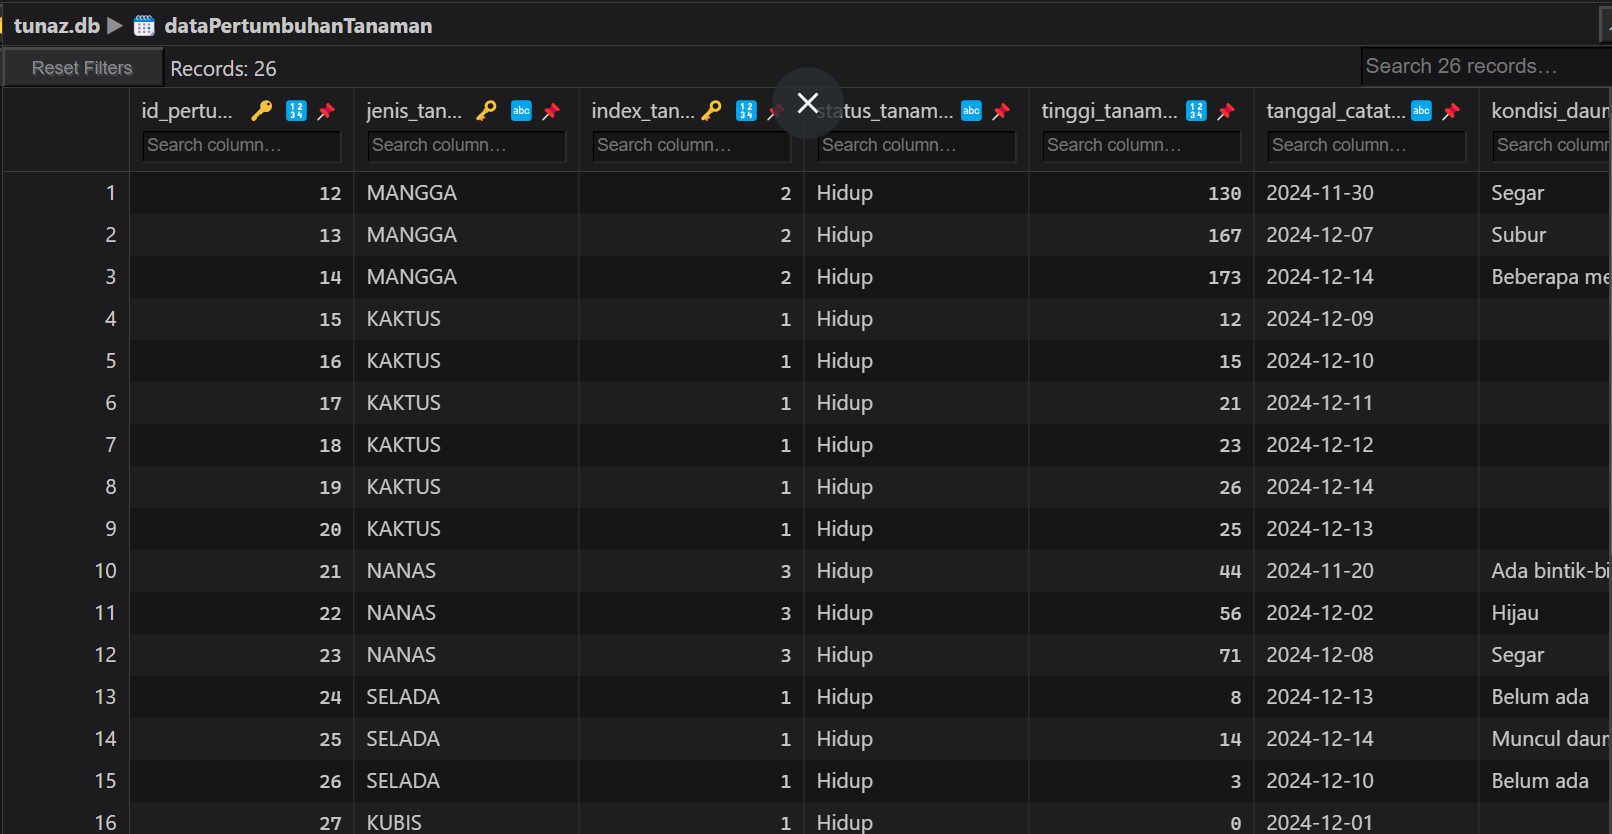 tunaz.db ▶ dataPertumbuhanTanaman
Reset Filters Records: 26 Search 26 records...
id_pertu... jenis_tan... index_tan... status_tanam... tinggi_tanam... tanggal_catat... kondisi_daun
Search column... Search column... Search column... Search column... Search column... Search column... Search column
1 12 MANGGA 2 Hidup 130 2024-11-30 Segar
2 13 MANGGA 2 Hidup 167 2024-12-07 Subur
3 14 MANGGA 2 Hidup 173 2024-12-14 Beberapa me
4 15 KAKTUS 1 Hidup 12 2024-12-09
5 16 KAKTUS 1 Hidup 15 2024-12-10
6 17 KAKTUS 1 Hidup 21 2024-12-11
7 18 KAKTUS 1 Hidup 23 2024-12-12
8 19 KAKTUS 1 Hidup 26 2024-12-14
9 20 KAKTUS 1 Hidup 25 2024-12-13
10 21 NANAS 3 Hidup 44 2024-11-20 Ada bintik-bi
11 22 NANAS 3 Hidup 56 2024-12-02 Hijau
12 23 NANAS 3 Hidup 71 2024-12-08 Segar
13 24 SELADA 1 Hidup 8 2024-12-13 Belum ada
14 25 SELADA 1 Hidup 14 2024-12-14 Muncul daun
15 26 SELADA 1 Hidup 3 2024-12-10 Belum ada
16 27 KUBIS 1 Hidup 0 2024-12-01